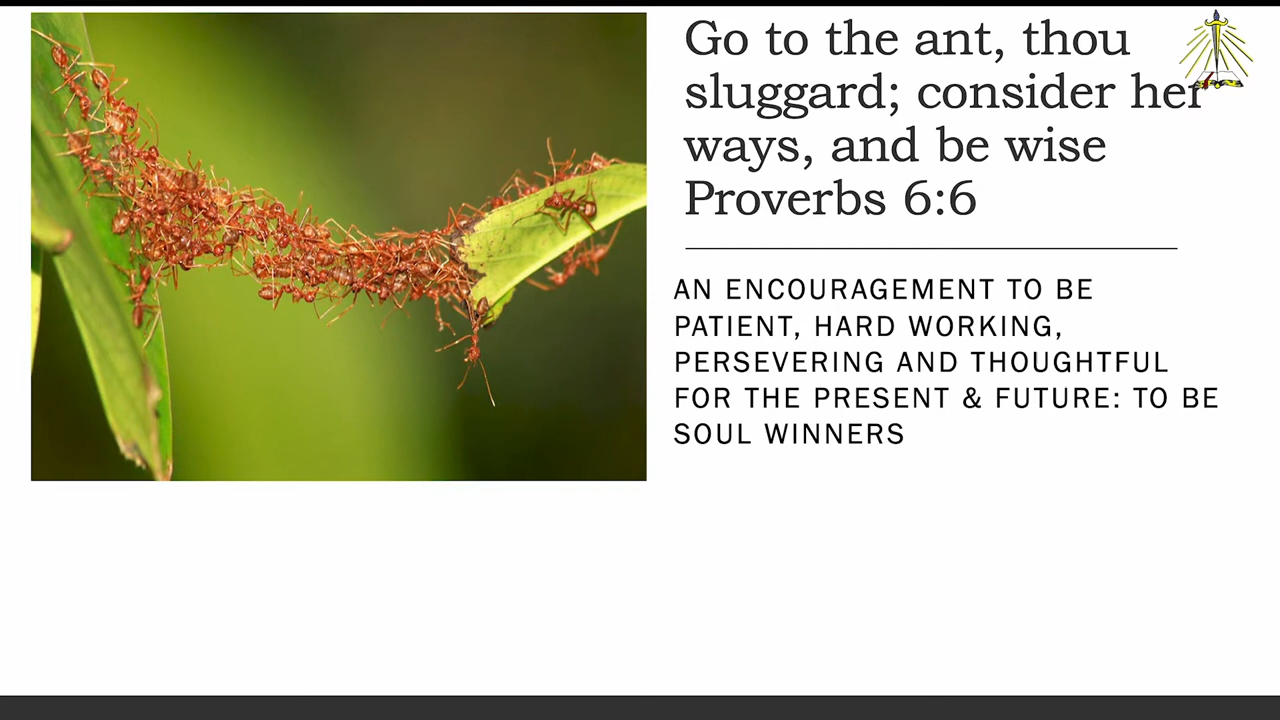 Go to the ant, thou
sluggard; consider her
ways, and be wise
Proverbs 6:6
AN ENCOURAGEMENT TO BE
PATIENT, HARD WORKING,
PERSEVERING AND THOUGHTFUL
FOR THE PRESENT & FUTURE: TO BE
SOUL WINNERS